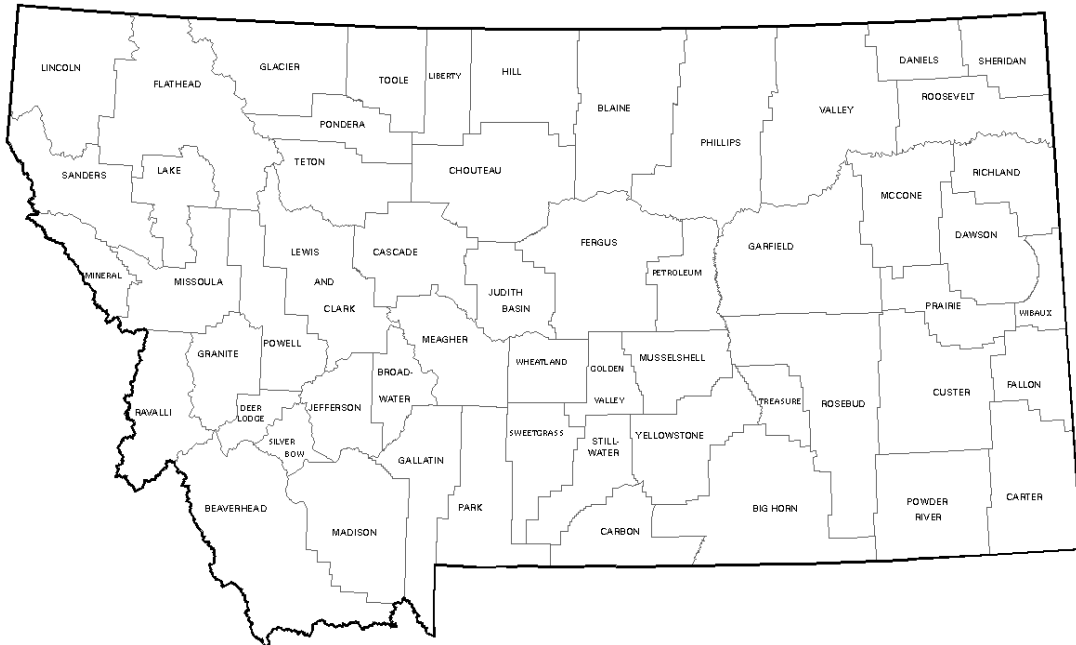 LINCOLN
FLATHEAD
GLACIER
TOOLE
LIBERTY
HILL
BLAINE
PHILLIPS
VALLEY
DANIELS
SHERIDAN
ROOSEVELT
PONDERA
TETON
CHOUTEAU
SANDERS
LAKE
MCCONE
RICHLAND
DAWSON
LEWIS
AND
CLARK
CASCADE
FERGUS
PETROLEUM
GARFIELD
MINERAL
MISSOULA
JUDITH
BASIN
PRAIRIE
WIBAUX
GRANITE
POWELL
MEAGHER
WHEATLAND
GOLDEN
VALLEY
MUSSELSHELL
BROAD-
WATER
RAVALLI
DEER
LODGE
JEFFERSON
TREASURE
ROSEBUD
CUSTER
FALLON
SILVER
BOW
GALLATIN
SWEETGRASS
STILL-
WATER
YELLOWSTONE
BEAVERHEAD
MADISON
PARK
CARBON
BIG HORN
POWDER
RIVER
CARTER